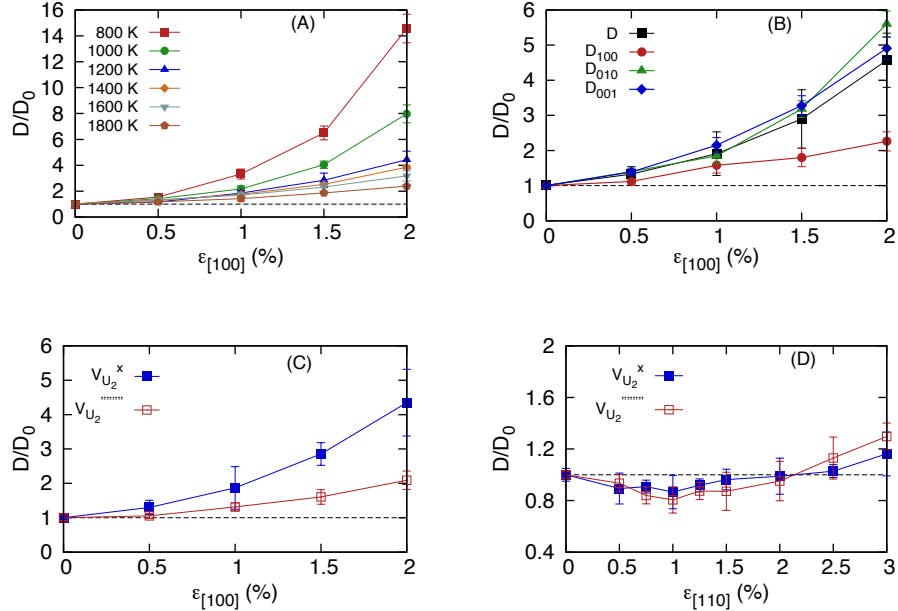 (A)
800 K
1000 K
1200 K
1400 K
1600 K
1800 K
D/D0
16
14
12
10
8
6
4
2
0
0 0.5 1 1.5 2
ε[100] (%)
(B)
D
D100
D010
D001
D/D0
6
5
4
3
2
1
0
0 0.5 1 1.5 2
ε[100] (%)
(C)
VU2x
VU2''''''''
D/D0
6
5
4
3
2
1
0
0 0.5 1 1.5 2
ε[100] (%)
(D)
VU2x
VU2''''''''
D/D0
2
1.6
1.2
0.8
0.4
0 0.5 1 1.5 2 2.5 3
ε[110] (%)